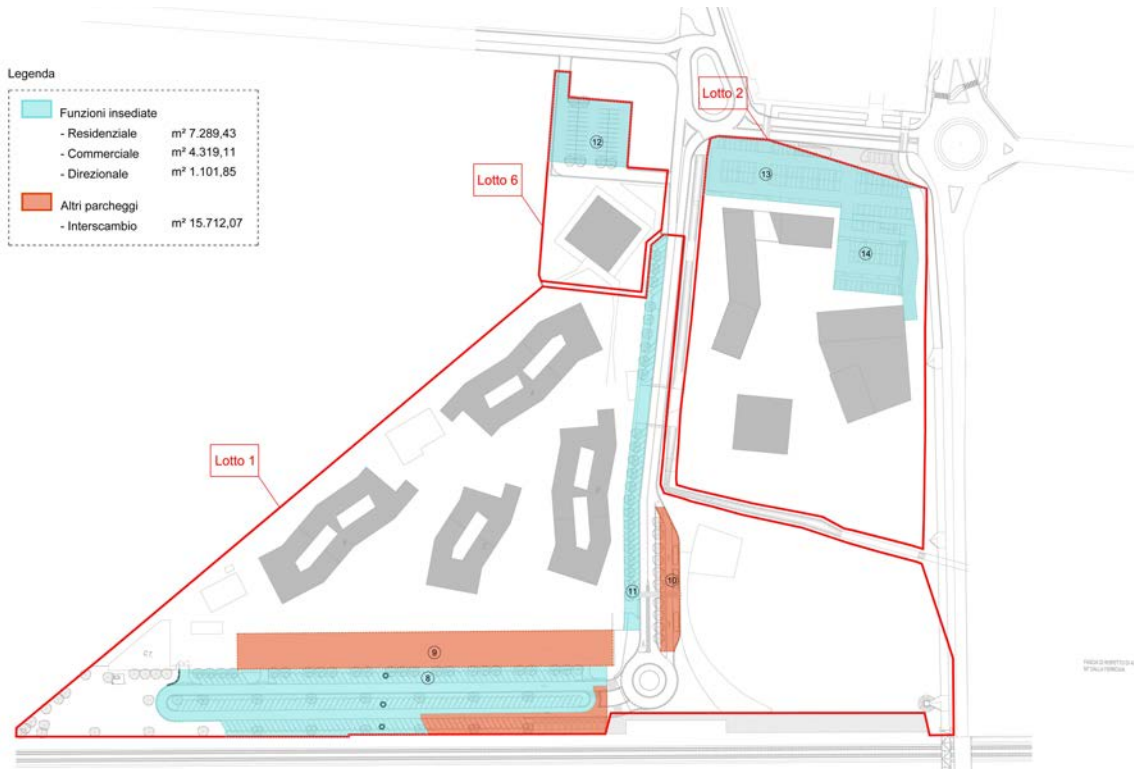 Legenda
Funzioni insediate
- Residenziale m² 7.289,43
- Commerciale m² 4.319,11
- Direzionale m² 1.101,85
Altri parcheggi
- Interscambio m² 15.712,07
Lotto 2
12
Lotto 6
13
14
Lotto 1
10
11
9
8